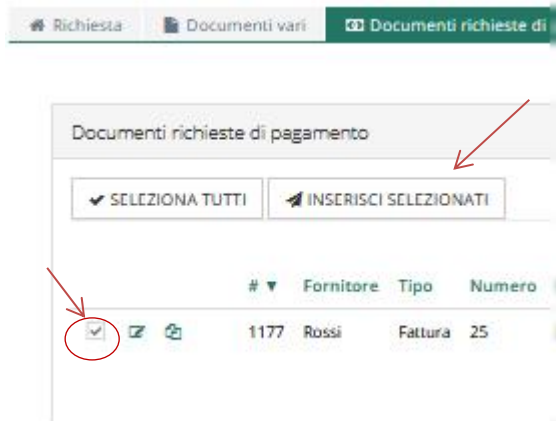 Richiesta Documenti vari Documenti richieste di
Documenti richieste di pagamento
SELEZIONA TUTTI INSERISCI SELEZIONATI
# ▼ Fornitore Tipo Numero
1177 Rossi Fattura 25